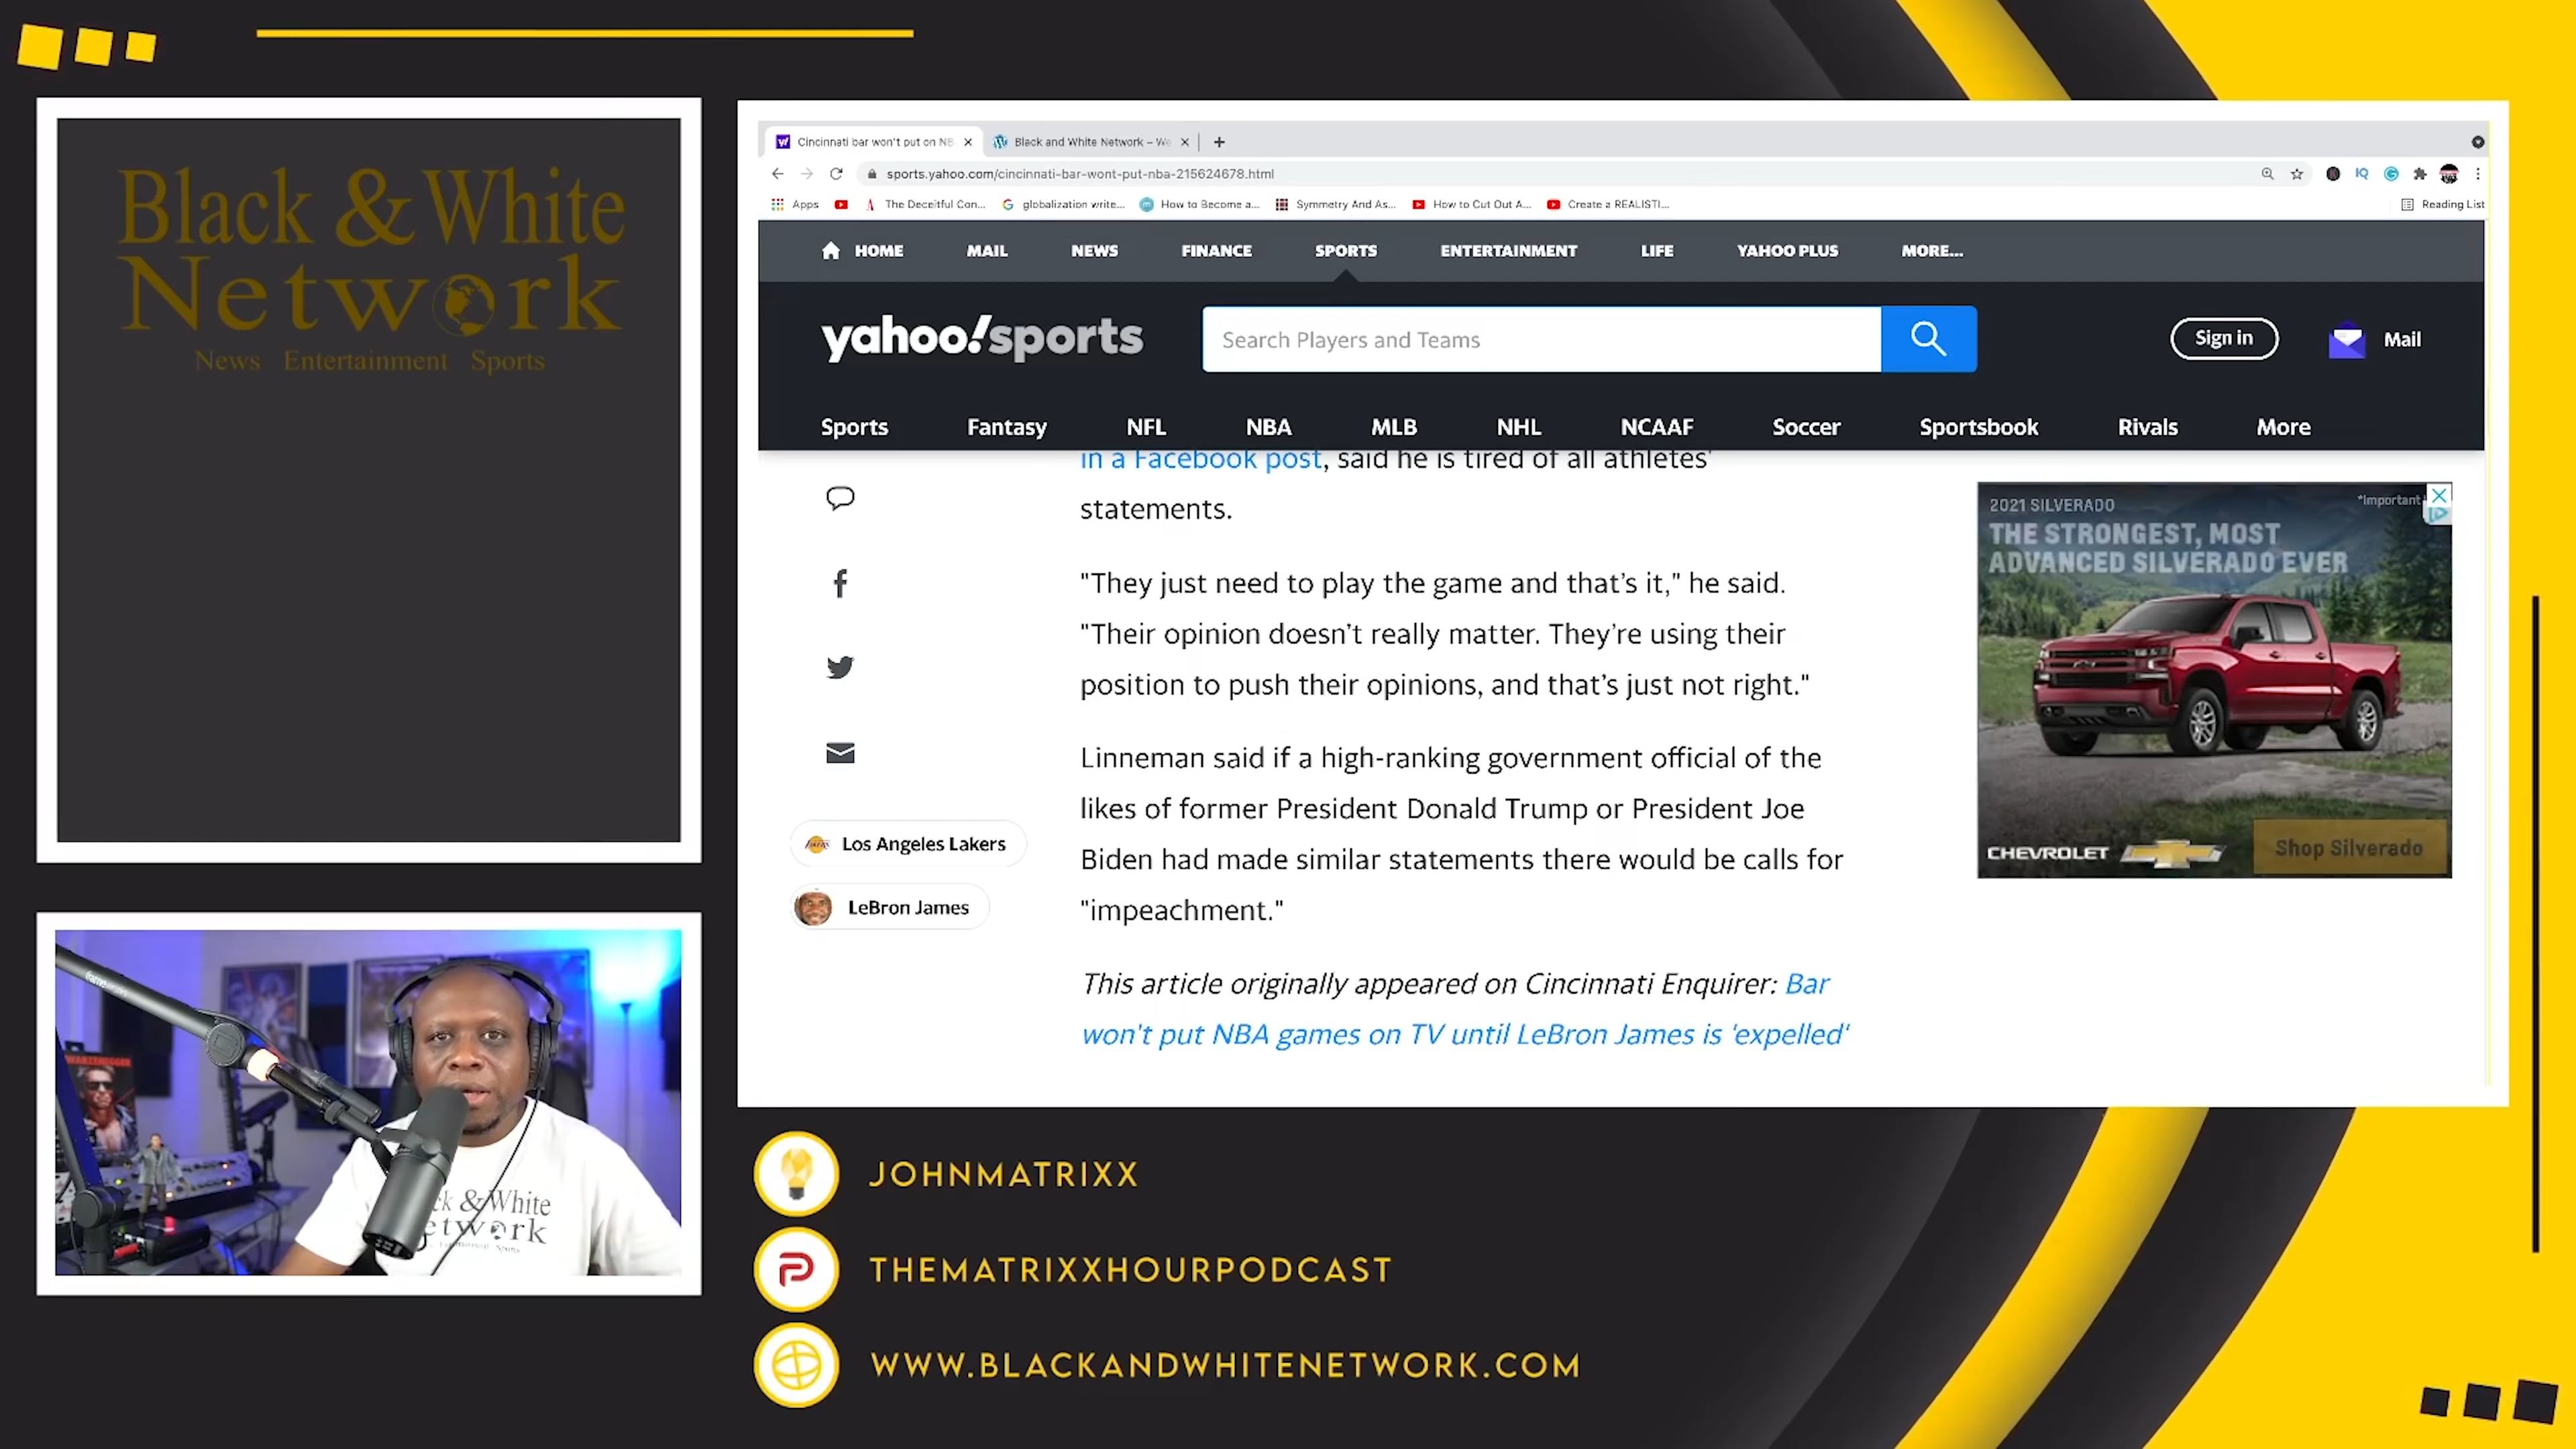 Black & White
Network
News Entertainment Sports
Cincinnati bar won't put on NB
Black and White Network – We
sports.yahoo.com/cincinnati-bar-wont-put-nba-215624678.html
Apps
The Deceitful Con...
globalization write...
How to Become a...
Symmetry And As...
How to Cut Out A...
Create a REALISTI...
Reading List
HOME MAIL NEWS FINANCE SPORTS ENTERTAINMENT LIFE YAHOO PLUS MORE...
yahoo!sports
Search Players and Teams
Sign in
Mail
Sports Fantasy NFL NBA MLB NHL NCAAF Soccer Sportsbook Rivals More
in a Facebook post, said he is tired of all athletes'
statements.
"They just need to play the game and that's it," he said.
"Their opinion doesn't really matter. They're using their
position to push their opinions, and that's just not right."
Linneman said if a high-ranking government official of the
likes of former President Donald Trump or President Joe
Biden had made similar statements there would be calls for
"impeachment."
This article originally appeared on Cincinnati Enquirer: Bar
won't put NBA games on TV until LeBron James is 'expelled'
Los Angeles Lakers
LeBron James
2021 SILVERADO
*Important
THE STRONGEST, MOST
ADVANCED SILVERADO EVER
CHEVROLET
Shop Silverado
ck & White
etwork
JOHNMATRIXX
THEMATRIXXHOURPODCAST
WWW.BLACKANDWHITENETWORK.COM